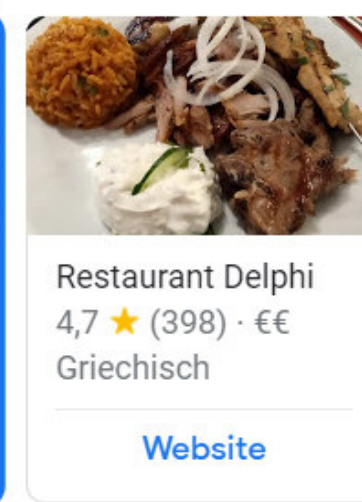 Restaurant Delphi
4,7 ★ (398) · €€
Griechisch
Website